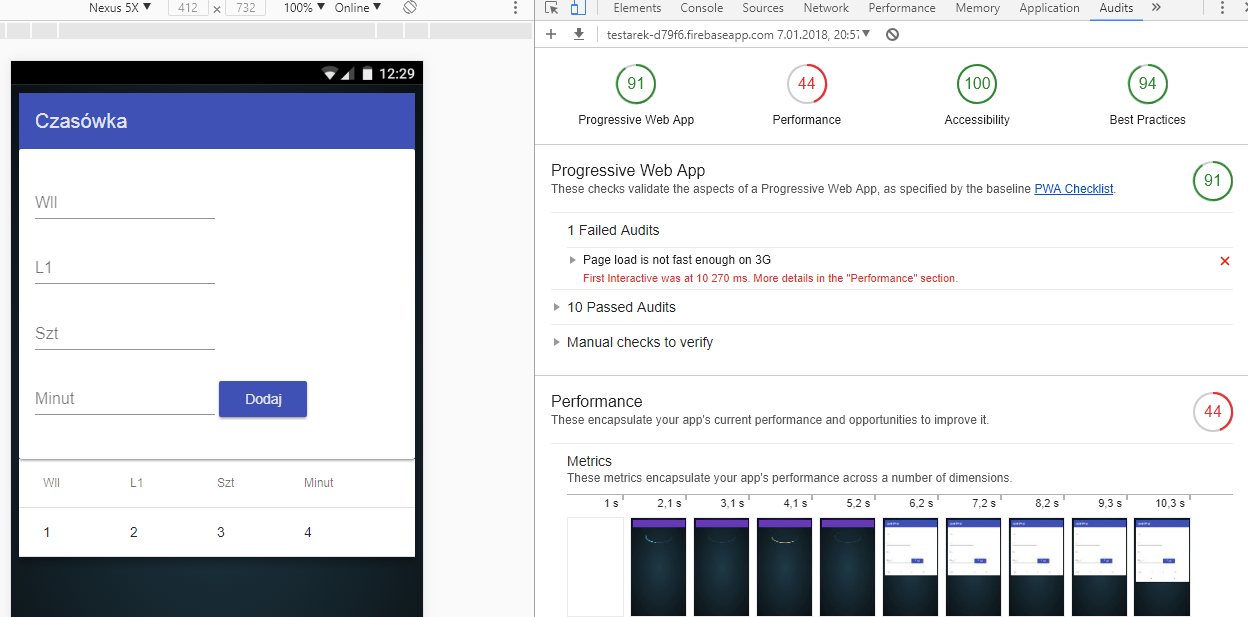 Nexus 5X ▼ 412 × 732 100% ▼ Online ▼
Elements Console Sources Network Performance Memory Application Audits »
testarek-d79f6.firebaseapp.com 7.01.2018, 20:57 ▼
12:29
Czasówka
Wll
L1
Szt
Minut
Dodaj
Wll L1 Szt Minut
1 2 3 4
91 44 100 94
Progressive Web App Performance Accessibility Best Practices
Progressive Web App
These checks validate the aspects of a Progressive Web App, as specified by the baseline PWA Checklist.
91
1 Failed Audits
Page load is not fast enough on 3G
First Interactive was at 10 270 ms. More details in the "Performance" section.
10 Passed Audits
Manual checks to verify
Performance
These encapsulate your app's current performance and opportunities to improve it.
44
Metrics
These metrics encapsulate your app's performance across a number of dimensions.
1 s 2,1 s 3,1 s 4,1 s 5,2 s 6,2 s 7,2 s 8,2 s 9,3 s 10,3 s